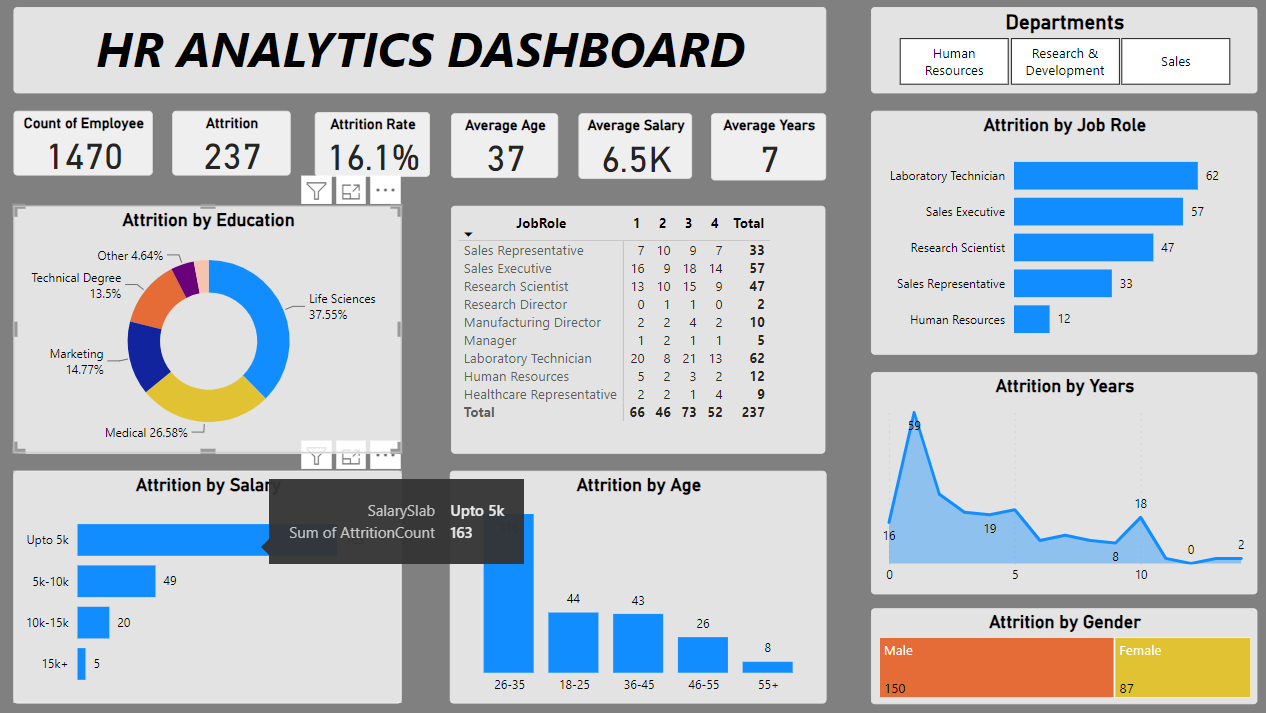 HR ANALYTICS DASHBOARD
Departments
Human
Resources
Research &
Development
Sales
Count of Employee
1470
Attrition
237
Attrition Rate
16.1%
Average Age
37
Average Salary
6.5K
Average Years
7
Attrition by Education
Other 4.64%
Technical Degree
13.5%
Life Sciences
37.55%
Marketing
14.77%
Medical 26.58%
JobRole 1 2 3 4 Total
Sales Representative 7 10 9 7 33
Sales Executive 16 9 18 14 57
Research Scientist 13 10 15 9 47
Research Director 0 1 1 0 2
Manufacturing Director 2 2 4 2 10
Manager 1 2 1 1 5
Laboratory Technician 20 8 21 13 62
Human Resources 5 2 3 2 12
Healthcare Representative 2 2 1 4 9
Total 66 46 73 52 237
Attrition by Job Role
Laboratory Technician 62
Sales Executive 57
Research Scientist 47
Sales Representative 33
Human Resources 12
Attrition by Years
59
16
19
8
18
0
2
0 5 10
Attrition by Salary
Upto 5k
5k-10k 49
10k-15k 20
15k+ 5
SalarySlab Upto 5k
Sum of AttritionCount 163
Attrition by Age
44
43
26
8
26-35 18-25 36-45 46-55 55+
Attrition by Gender
Male
150
Female
87